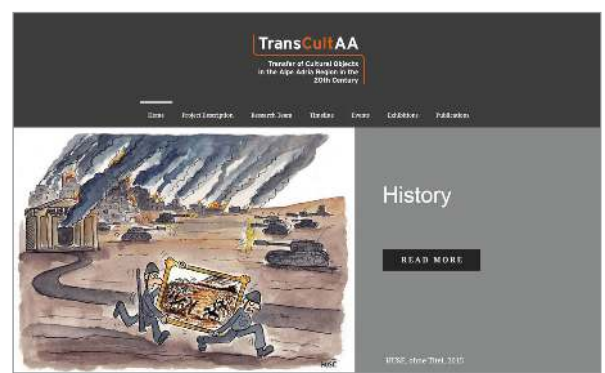 TransCultAA
Transfer of Cultural Objects
in the Alpe Adria Region in the
20th Century
Home Project Description Research Team Timeline Events Exhibitions Publications
History
READ MORE
HUSE
HUSE, ohne Titel, 2015